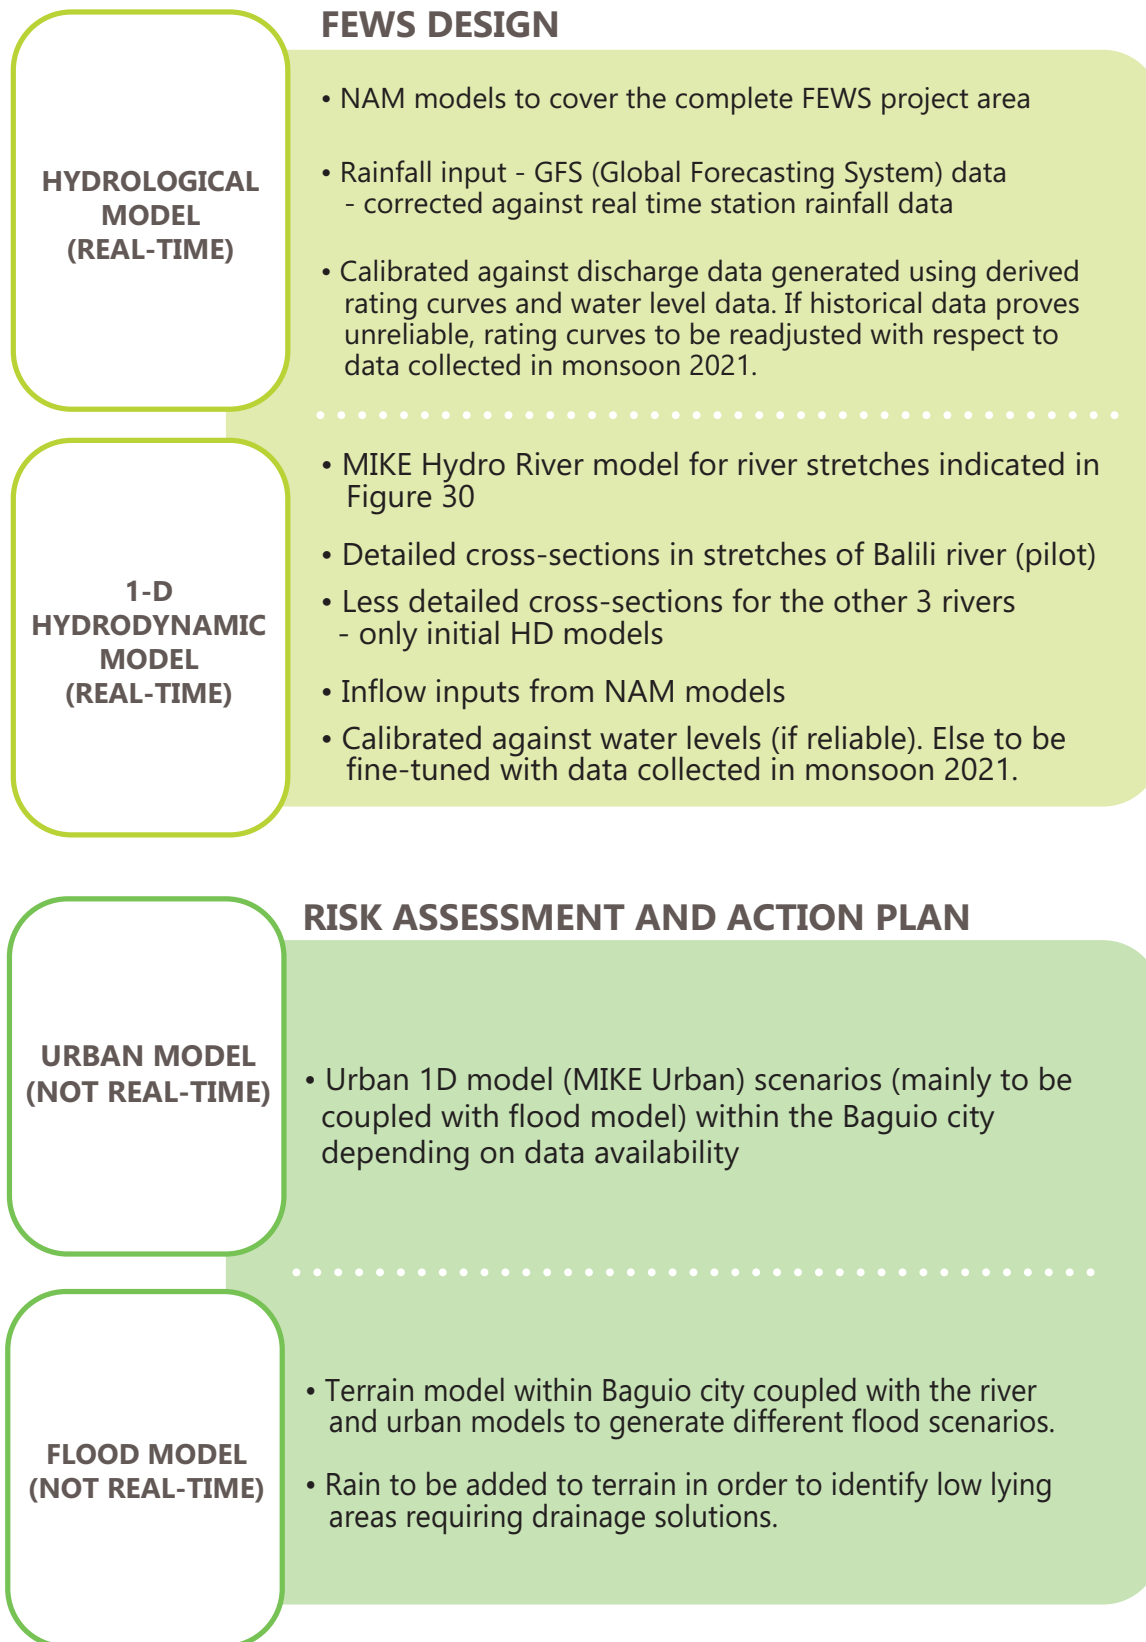 FEWS DESIGN
HYDROLOGICAL
MODEL
(REAL-TIME)
• NAM models to cover the complete FEWS project area
• Rainfall input - GFS (Global Forecasting System) data
- corrected against real time station rainfall data
• Calibrated against discharge data generated using derived
rating curves and water level data. If historical data proves
unreliable, rating curves to be readjusted with respect to
data collected in monsoon 2021.
1-D
HYDRODYNAMIC
MODEL
(REAL-TIME)
• MIKE Hydro River model for river stretches indicated in
Figure 30
• Detailed cross-sections in stretches of Balili river (pilot)
• Less detailed cross-sections for the other 3 rivers
- only initial HD models
• Inflow inputs from NAM models
• Calibrated against water levels (if reliable). Else to be
fine-tuned with data collected in monsoon 2021.
RISK ASSESSMENT AND ACTION PLAN
URBAN MODEL
(NOT REAL-TIME)
• Urban 1D model (MIKE Urban) scenarios (mainly to be
coupled with flood model) within the Baguio city
depending on data availability
FLOOD MODEL
(NOT REAL-TIME)
• Terrain model within Baguio city coupled with the river
and urban models to generate different flood scenarios.
• Rain to be added to terrain in order to identify low lying
areas requiring drainage solutions.